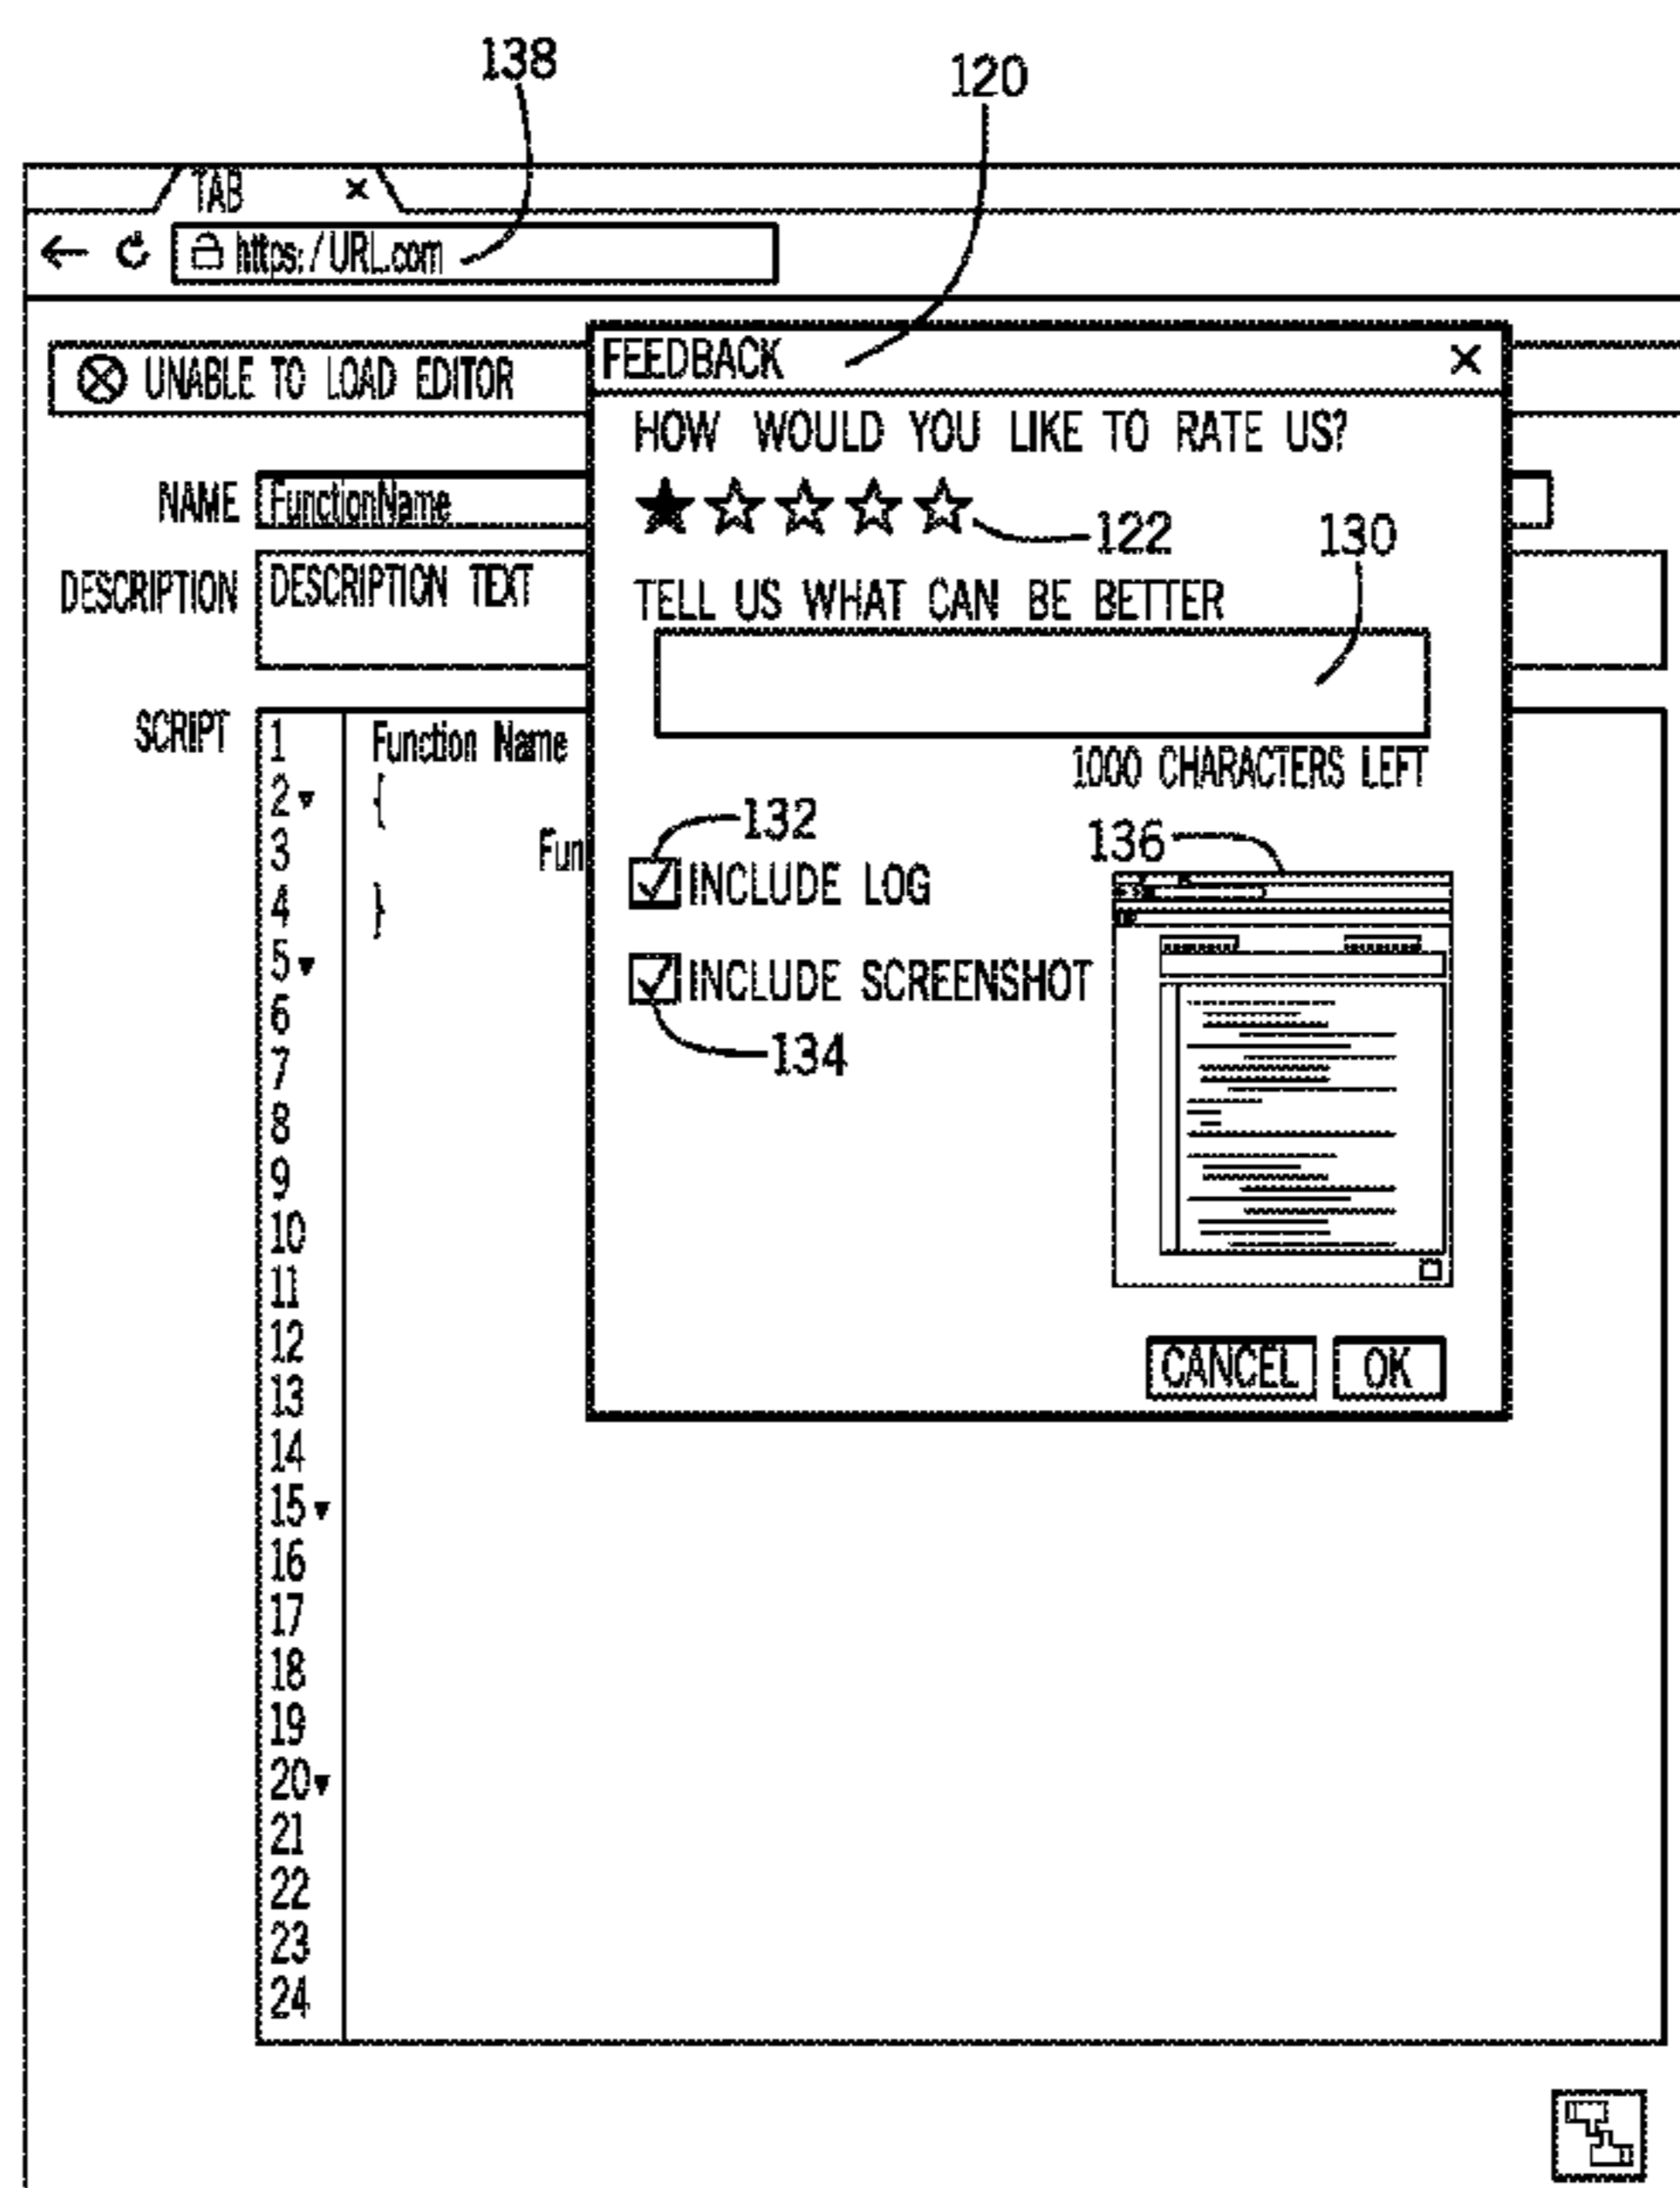 138
120
TAB
https:/URL.com
UNABLE TO LOAD EDITOR
FEEDBACK
HOW WOULD YOU LIKE TO RATE US?
122
TELL US WHAT CAN BE BETTER
130
1000 CHARACTERS LEFT
132
INCLUDE LOG
136
INCLUDE SCREENSHOT
134
CANCEL
OK
NAME
FunctionName
DESCRIPTION
DESCRIPTION TEXT
SCRIPT
1 Function Name
2 {
3 Fun
4 }
5
6
7
8
9
10
11
12
13
14
15
16
17
18
19
20
21
22
23
24